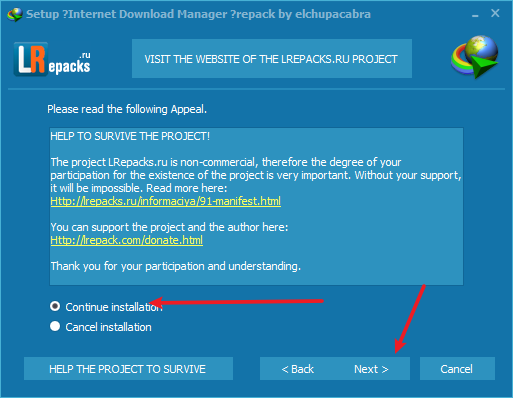 Setup ?Internet Download Manager ?repack by elchupacabra
LRepacks.ru
VISIT THE WEBSITE OF THE LREPACKS.RU PROJECT
Please read the following Appeal.
HELP TO SURVIVE THE PROJECT!
The project LRepacks.ru is non-commercial, therefore the degree of your
participation for the existence of the project is very important. Without your support,
it will be impossible. Read more here:
http://lrepacks.ru/informaciya/91-manifest.html
You can support the project and the author here:
http://lrepack.com/donate.html
Thank you for your participation and understanding.
Continue installation
Cancel installation
HELP THE PROJECT TO SURVIVE
< Back
Next >
Cancel